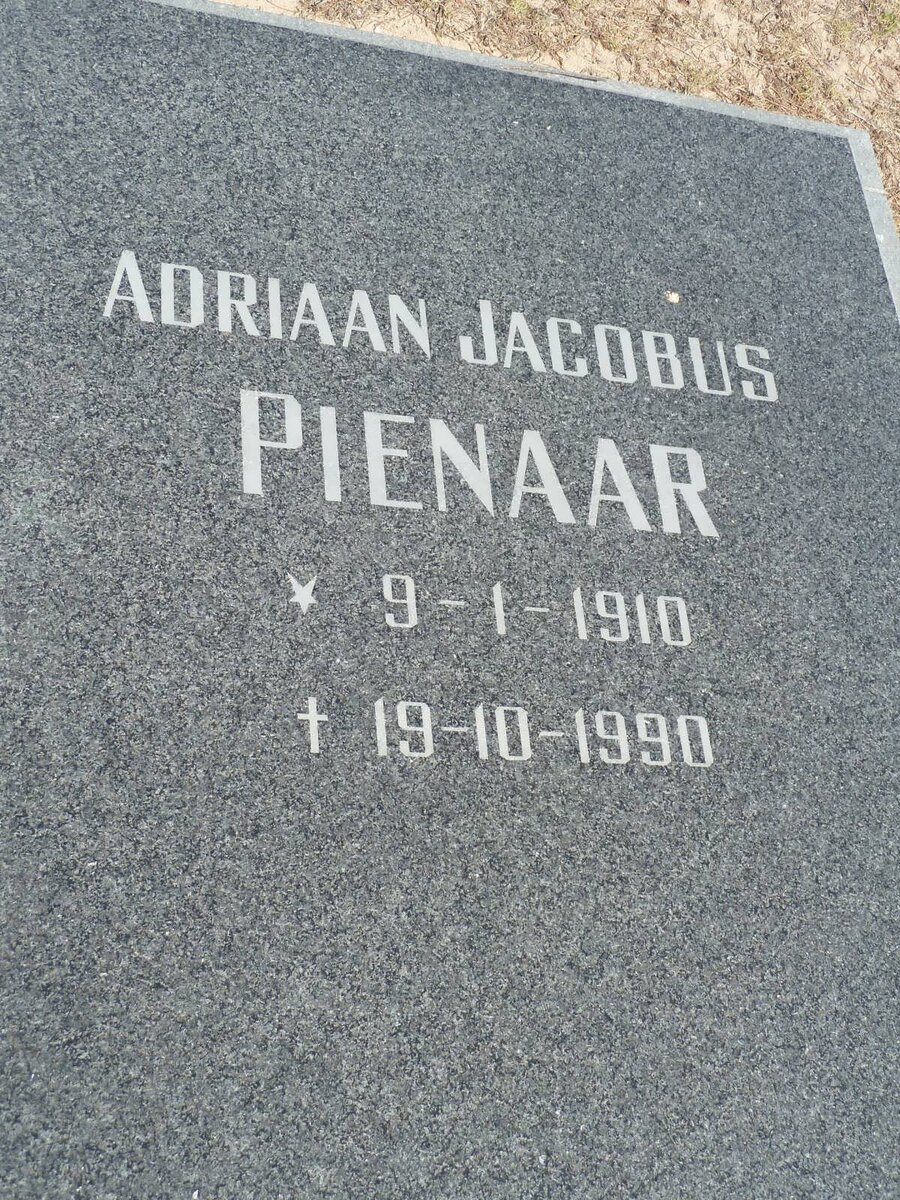 ADRIAAN JACOBUS
PIENAAR
★ 9-1-1910
† 19-10-1990